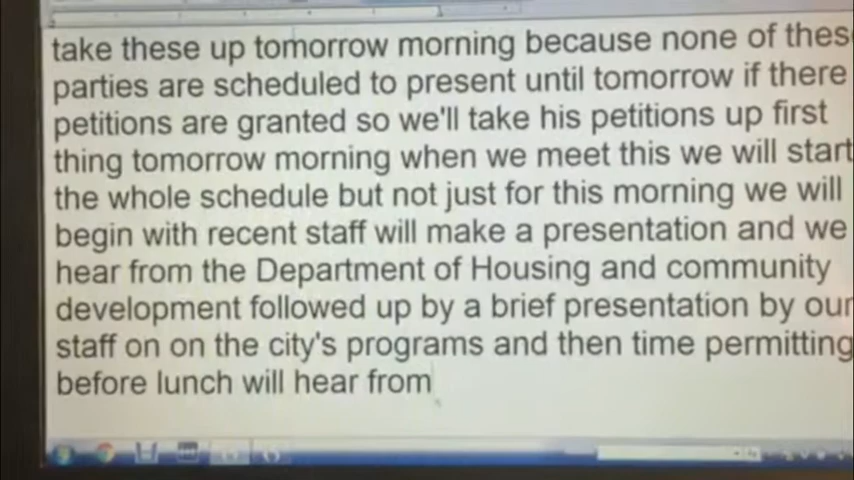 take these up tomorrow morning because none of thes
parties are scheduled to present until tomorrow if there
petitions are granted so we'll take his petitions up first
thing tomorrow morning when we meet this we will start
the whole schedule but not just for this morning we will
begin with recent staff will make a presentation and we
hear from the Department of Housing and community
development followed up by a brief presentation by our
staff on on the city's programs and then time permitting
before lunch will hear from